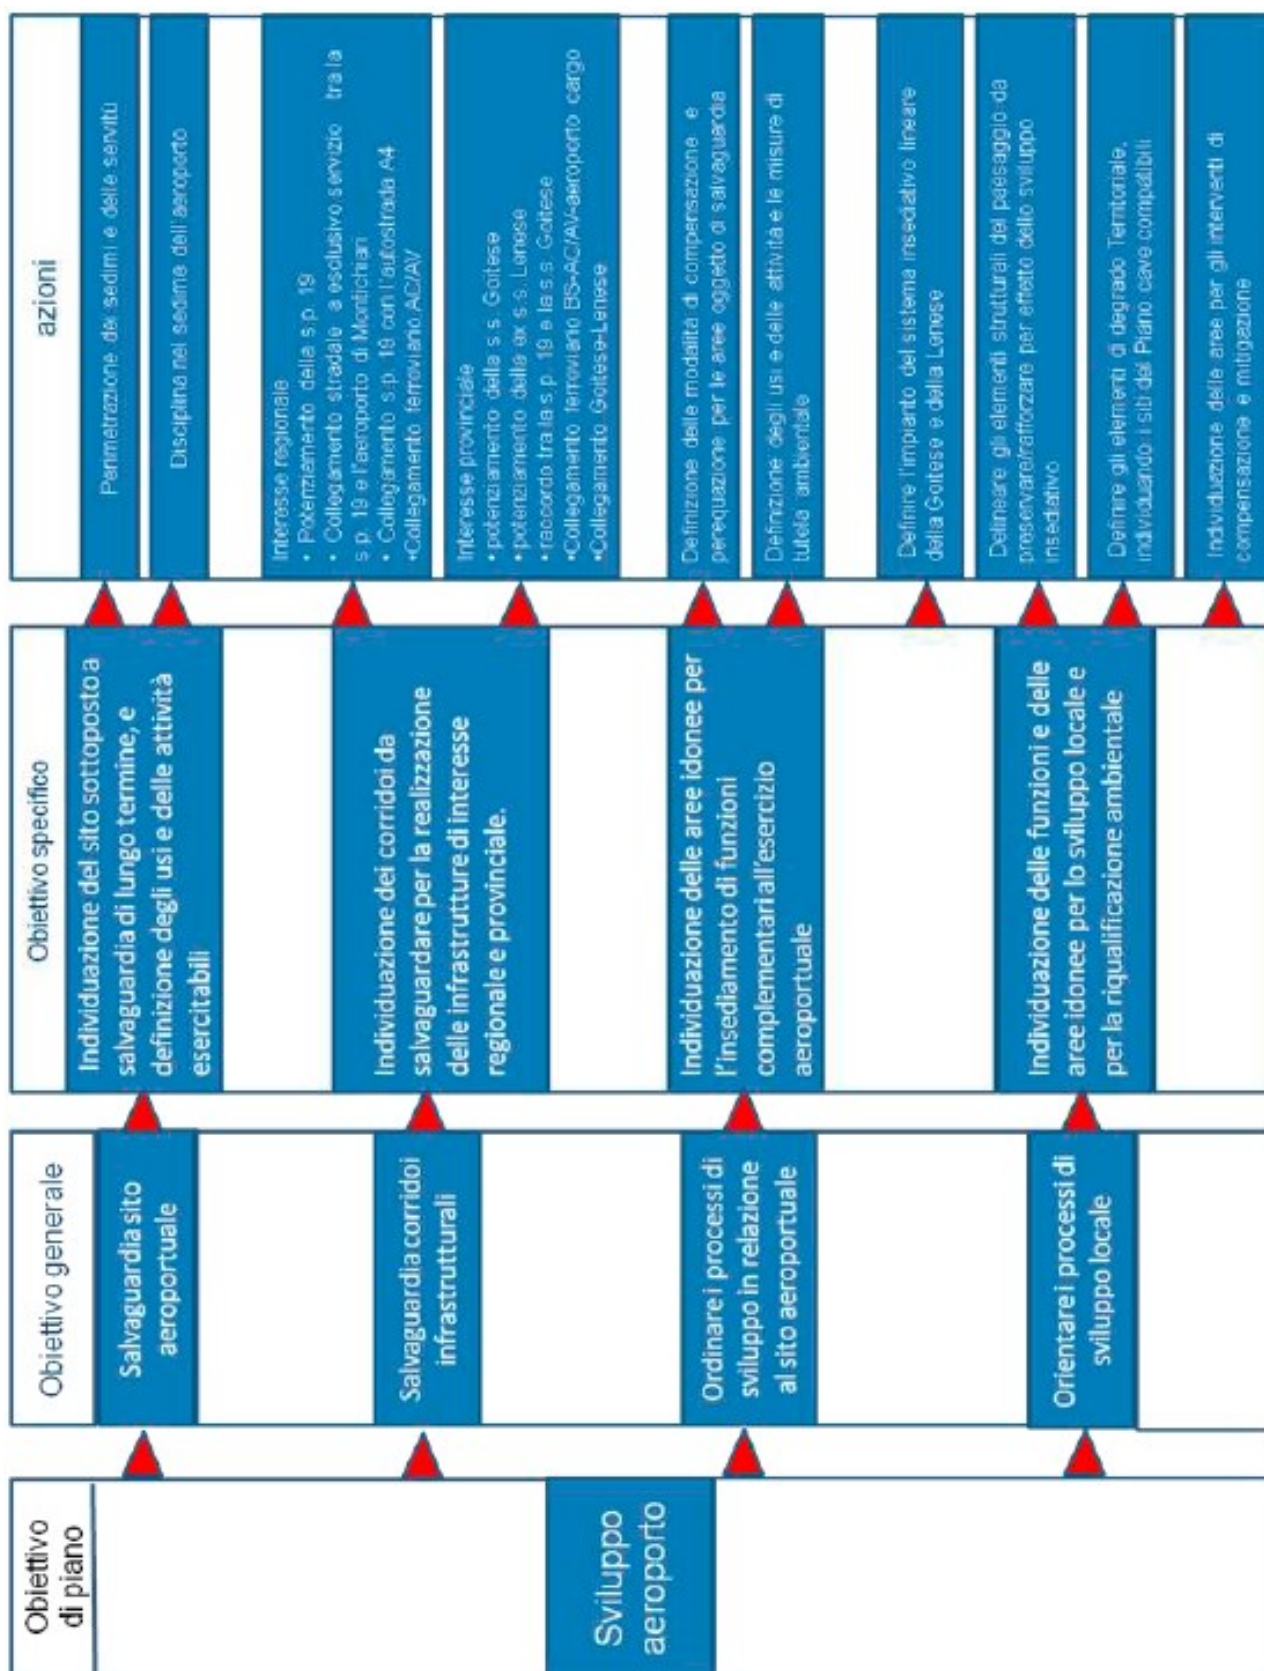 Obiettivo
di piano
Sviluppo
aeroporto
Obiettivo generale
Salvaguardia sito
aeroportuale
Salvaguardia corridoi
infrastrutturali
Ordinare i processi di
sviluppo in relazione
al sito aeroportuale
Orientare i processi di
sviluppo locale
Obiettivo specifico
Individuazione del sito sottoposto a
salvaguardia di lungo termine, e
definizione degli usi e delle attività
esercitabili
Individuazione dei corridoi da
salvaguardare per la realizzazione
delle infrastrutture di interesse
regionale e provinciale.
Individuazione delle aree idonee per
l'insediamento di funzioni
complementari all'esercizio
aeroportuale
Individuazione delle funzioni e delle
aree idonee per lo sviluppo locale e
per la riqualificazione ambientale
azioni
Perimetrazione dei sedimi e delle servitù
Disciplina nel sedime dell'aeroporto
Interesse regionale
• Potenziamento della s.p. 19
• Collegamento stradale a esclusivo servizio tra la
s.p. 19 e l'aeroporto di Montichiari
• Collegamento s.p. 19 con l'autostrada A4
•Collegamento ferroviario AC/AV
Interesse provinciale
•potenziamento della s.s. Goitese
•potenziamento della ex s.s. Lenese
•raccordo tra la s.p. 19 e la s.s. Goitese
•Collegamento ferroviario BS-AC/AV-aeroporto cargo
•Collegamento Goitese-Lenese
Definizione delle modalità di compensazione e
perequazione per le aree oggetto di salvaguardia
Definizione degli usi e delle attività e le misure di
tutela ambientale
Definire l'impianto del sistema insediativo lineare
della Goitese e della Lenese
Delineare gli elementi strutturali del paesaggio da
preservare/rafforzare per effetto dello sviluppo
insediativo
Definire gli elementi di degrado Territoriale,
individuando i siti del Piano cave compatibili
Individuazione delle aree per gli interventi di
compensazione e mitigazione